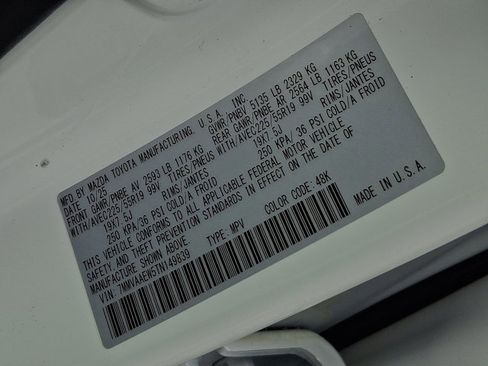 MFD. BY MAZDA TOYOTA MANUFACTURING, U.S.A., INC.
DATE 10/25 GVWR/PNBV 5135 LB 2329 KG
FRONT GAWR/PNBE AV 2593 LB 1176 KG REAR GAWR/PNBE AR 2564 LB 1163 KG
WITH/AVEC225/55R19 99V TIRES/PNEUS WITH/AVEC225/55R19 99V TIRES/PNEUS
19X7.5J RIMS/JANTES 19X7.5J RIMS/JANTES
250 KPA/36 PSI COLD/A FROID 250 KPA/36 PSI COLD/A FROID
THIS VEHICLE CONFORMS TO ALL APPLICABLE FEDERAL MOTOR VEHICLE
SAFETY AND THEFT PREVENTION STANDARDS IN EFFECT ON THE DATE OF
MANUFACTURE SHOWN ABOVE.
VIN: 7MMVAAEW5TN149839 TYPE: MPV COLOR CODE: 48K
MADE IN U.S.A.